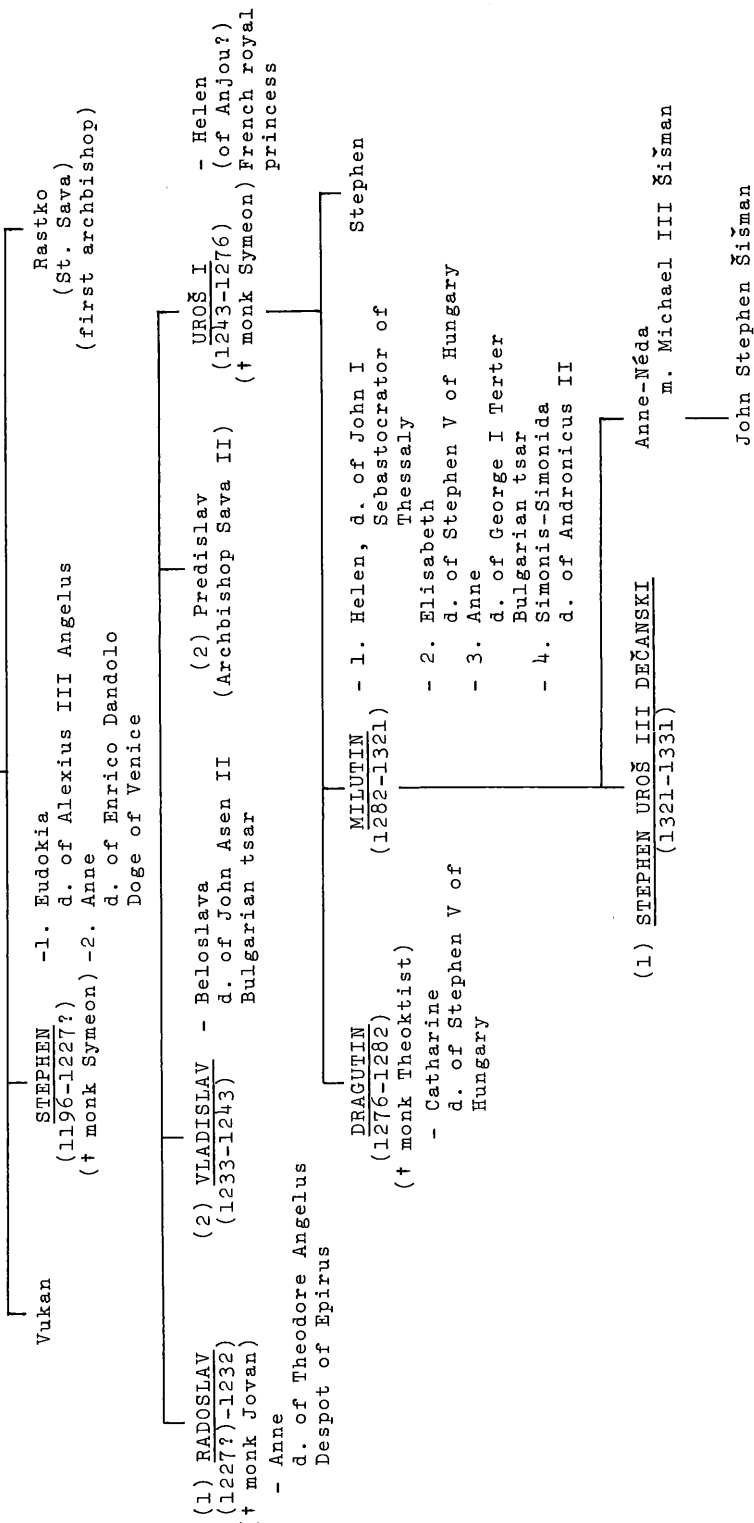 Vukan
STEPHEN
(1196-1227?)
(† monk Symeon)
-1. Eudokia
d. of Alexius III Angelus
-2. Anne
d. of Enrico Dandolo
Doge of Venice
Rastko
(St. Sava)
(first archbishop)
(1) RADOSLAV
(1227?)-1232)
(† monk Jovan)
- Anne
d. of Theodore Angelus
Despot of Epirus
(2) VLADISLAV
(1233-1243)
- Beloslava
d. of John Asen II
Bulgarian tsar
(2) Predislav
(Archbishop Sava II)
UROŠ I
(1243-1276)
(† monk Symeon)
- Helen
(of Anjou?)
French royal
princess
DRAGUTIN
(1276-1282)
(† monk Theoktist)
- Catharine
d. of Stephen V of
Hungary
MILUTIN
(1282-1321)
- 1. Helen, d. of John I
Sebastocrator of
Thessaly
- 2. Elisabeth
d. of Stephen V of Hungary
- 3. Anne
d. of George I Terter
Bulgarian tsar
- 4. Simonis-Simonida
d. of Andronicus II
Stephen
(1) STEPHEN UROŠ III DEČANSKI
(1321-1331)
Anne-Néda
m. Michael III Šišman
John Stephen Šišman